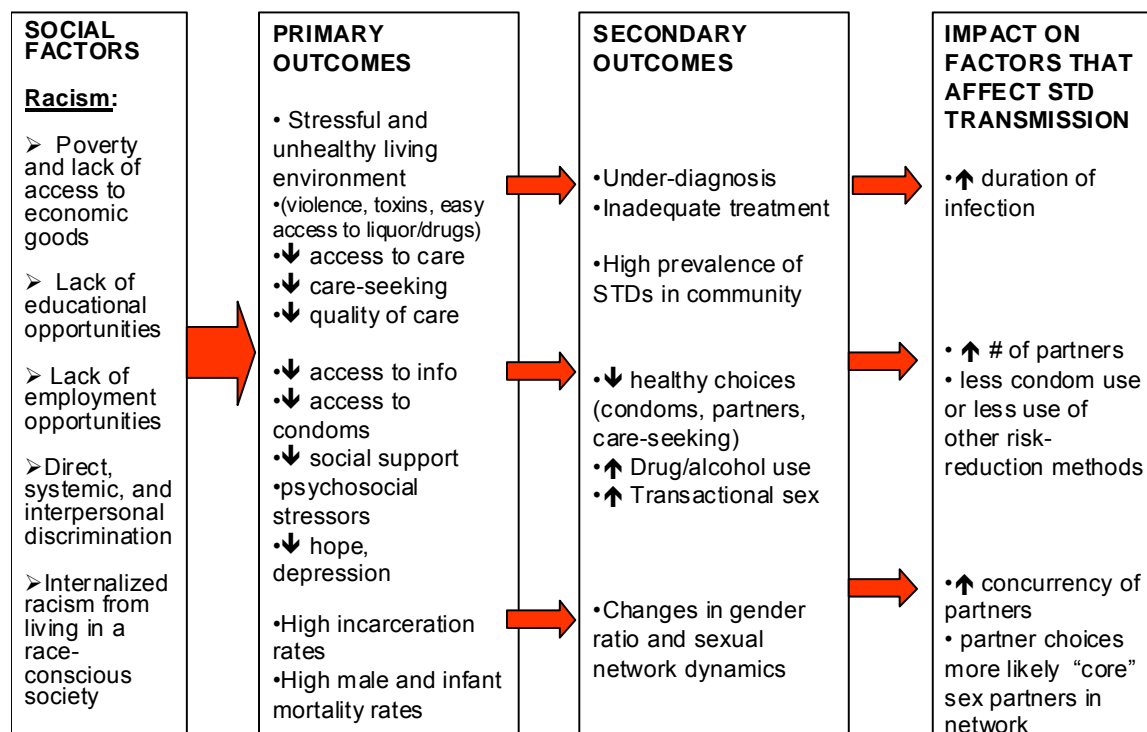 SOCIAL
FACTORS
Racism:
➢ Poverty
and lack of
access to
economic
goods
➢ Lack of
educational
opportunities
➢ Lack of
employment
opportunities
➢Direct,
systemic, and
interpersonal
discrimination
➢Internalized
racism from
living in a
race-
conscious
society
PRIMARY
OUTCOMES
• Stressful and
unhealthy living
environment
•(violence, toxins, easy
access to liquor/drugs)
•↓ access to care
•↓ care-seeking
•↓ quality of care
•↓ access to info
•↓ access to
condoms
•↓ social support
•psychosocial
stressors
•↓ hope,
depression
•High incarceration
rates
•High male and infant
mortality rates
SECONDARY
OUTCOMES
•Under-diagnosis
•Inadequate treatment
•High prevalence of
STDs in community
•↓ healthy choices
(condoms, partners,
care-seeking)
•↑ Drug/alcohol use
•↑ Transactional sex
•Changes in gender
ratio and sexual
network dynamics
IMPACT ON
FACTORS THAT
AFFECT STD
TRANSMISSION
•↑ duration of
infection
• ↑ # of partners
• less condom use
or less use of
other risk-
reduction methods
•↑ concurrency of
partners
• partner choices
more likely “core”
sex partners in
network